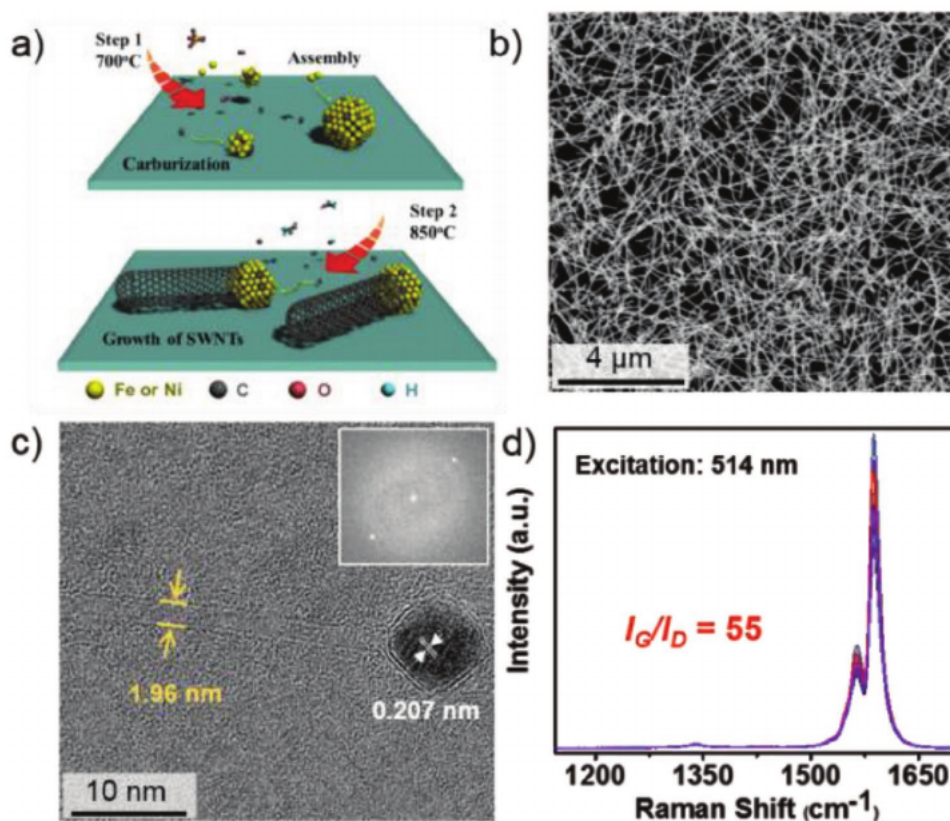 a)
Step 1
700°C
Assembly
Carburization
Step 2
850°C
Growth of SWNTs
Fe or Ni
C
O
H
b)
4 μm
c)
1.96 nm
0.207 nm
10 nm
d)
Excitation: 514 nm
Intensity (a.u.)
I_G/I_D = 55
1200
1350
1500
1650
Raman Shift (cm⁻¹)